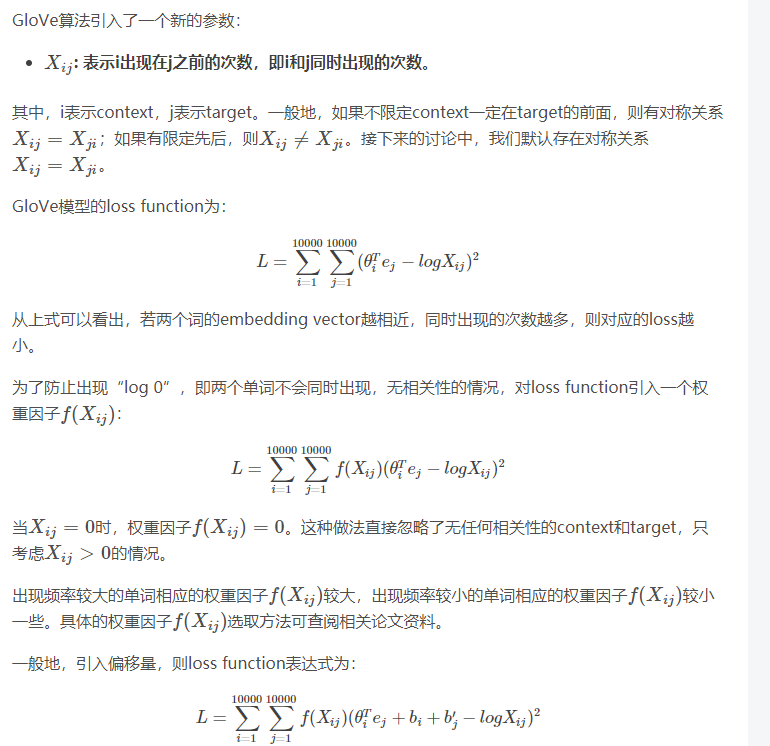 GloVe算法引入了一个新的参数：
• X_{ij}: 表示i出现在j之前的次数，即i和j同时出现的次数。
其中，i表示context，j表示target。一般地，如果不限定context一定在target的前面，则有对称关系
X_{ij} = X_{ji}；如果有限定先后，则X_{ij} ≠ X_{ji}。接下来的讨论中，我们默认存在对称关系
X_{ij} = X_{ji}。
GloVe模型的loss function为：
L = \sum_{i=1}^{10000} \sum_{j=1}^{10000} (θ_i^T e_j − logX_{ij})^2
从上式可以看出，若两个词的embedding vector越相近，同时出现的次数越多，则对应的loss越
小。
为了防止出现“log 0”，即两个单词不会同时出现，无相关性的情况，对loss function引入一个权
重因子f(X_{ij})：
L = \sum_{i=1}^{10000} \sum_{j=1}^{10000} f(X_{ij})(θ_i^T e_j − logX_{ij})^2
当X_{ij} = 0时，权重因子f(X_{ij}) = 0。这种做法直接忽略了无任何相关性的context和target，只
考虑X_{ij} > 0的情况。
出现频率较大的单词相应的权重因子f(X_{ij})较大，出现频率较小的单词相应的权重因子f(X_{ij})较小
一些。具体的权重因子f(X_{ij})选取方法可查阅相关论文资料。
一般地，引入偏移量，则loss function表达式为：
L = \sum_{i=1}^{10000} \sum_{j=1}^{10000} f(X_{ij})(θ_i^T e_j + b_i + b_j′ − logX_{ij})^2